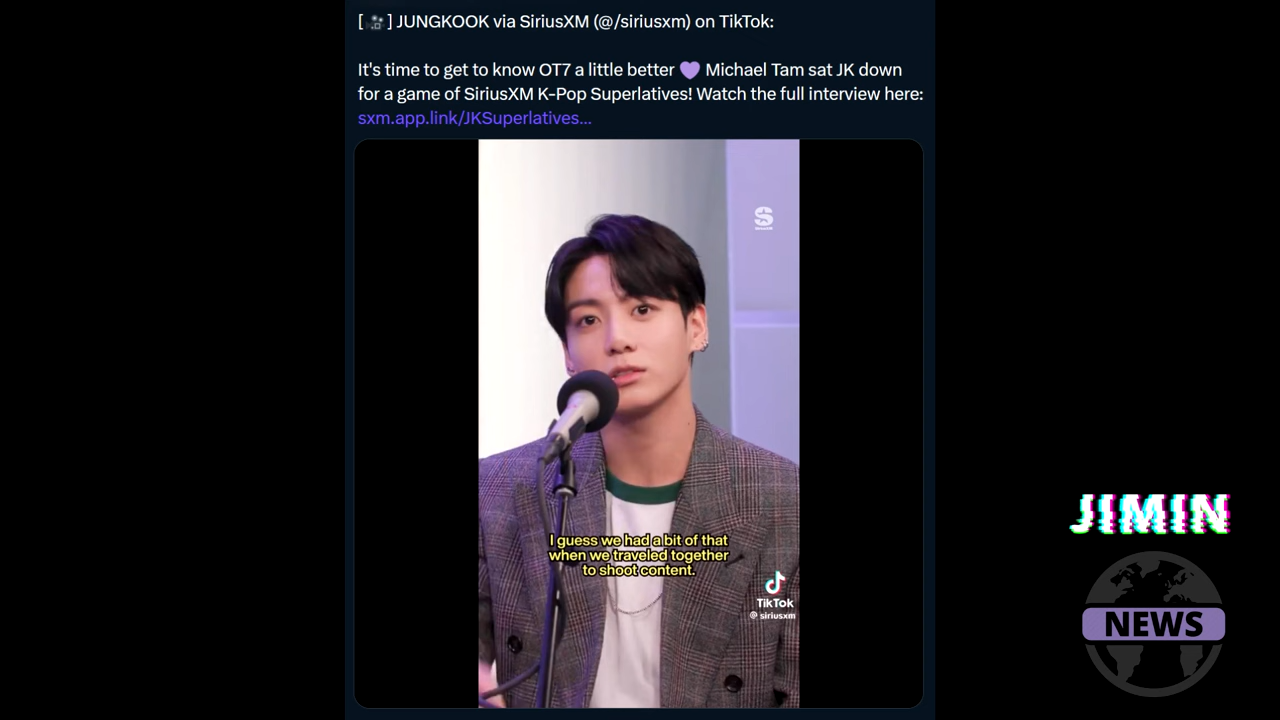 [🎥] JUNGKOOK via SiriusXM (@/siriusxm) on TikTok:
It's time to get to know OT7 a little better 💜 Michael Tam sat JK down
for a game of SiriusXM K-Pop Superlatives! Watch the full interview here:
sxm.app.link/JKSuperlatives...
S
SiriusXM
I guess we had a bit of that
when we traveled together
to shoot content.
TikTok
@ siriusxm
JIMIN
NEWS